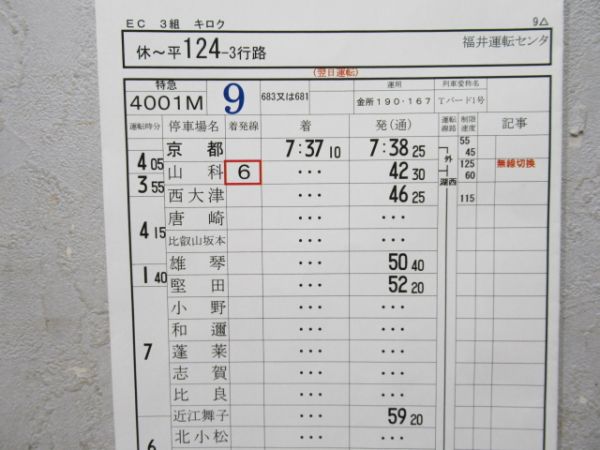 EC 3組 キロク 9△
休～平124-3行路 福井運転センタ
(翌日運転)
特急 運用 列車愛称名
4001M 9 683又は681 金所190・167 Tバード1号
運転時分 停車場名 着発線 着 発(通) 運転線路 制限速度 記事
京都 7:37 10 7:38 25 55
4 05 外 45
山科 6 … 42 30 125 無線切換
3 55 湖西 60
西大津 … 46 25 115
唐崎 …
4 15
比叡山坂本 …
雄琴 … 50 40
1 40
堅田 … 52 20
小野 … …
和邇 … …
7
蓬莱 … …
志賀 … …
比良 … …
近江舞子 … 59 20
北小松 … …
6